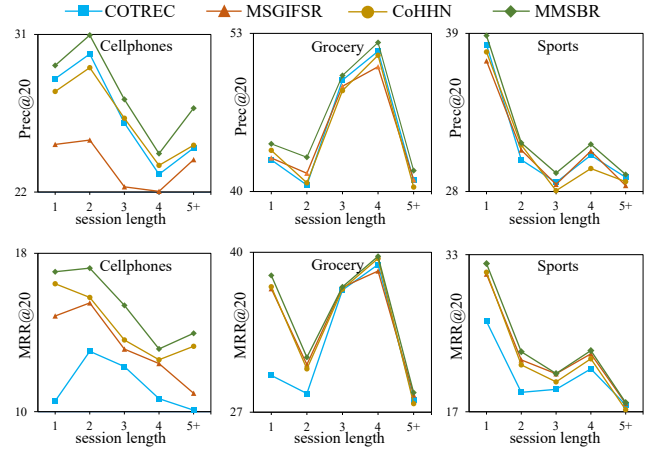 COTREC MSGIFSR CoHHN MMSBR
Cellphones
Prec@20
31
22
1 2 3 4 5+
session length
Grocery
Prec@20
53
40
1 2 3 4 5+
session length
Sports
Prec@20
39
28
1 2 3 4 5+
session length
Cellphones
MRR@20
18
10
1 2 3 4 5+
session length
Grocery
MRR@20
40
27
1 2 3 4 5+
session length
Sports
MRR@20
33
17
1 2 3 4 5+
session length